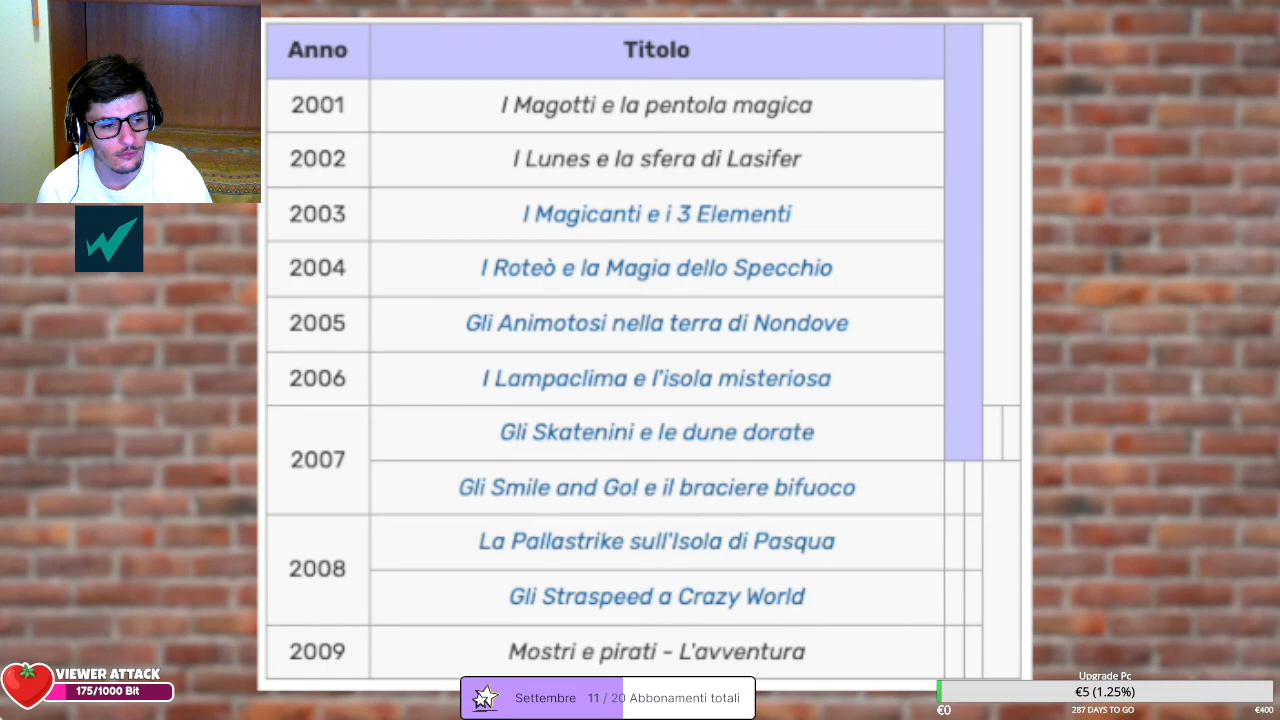 Anno Titolo
2001 I Magotti e la pentola magica
2002 I Lunes e la sfera di Lasifer
2003 I Magicanti e i 3 Elementi
2004 I Roteò e la Magia dello Specchio
2005 Gli Animotosi nella terra di Nondove
2006 I Lampaclima e l'isola misteriosa
2007 Gli Skatenini e le dune dorate
Gli Smile and Go! e il braciere bifuoco
2008 La Pallastrike sull'Isola di Pasqua
Gli Straspeed a Crazy World
2009 Mostri e pirati - L'avventura
VIEWER ATTACK
175/1000 Bit
Settembre 11 / 20 Abbonamenti totali
Upgrade Pc
€5 (1.25%)
€0 287 DAYS TO GO €400